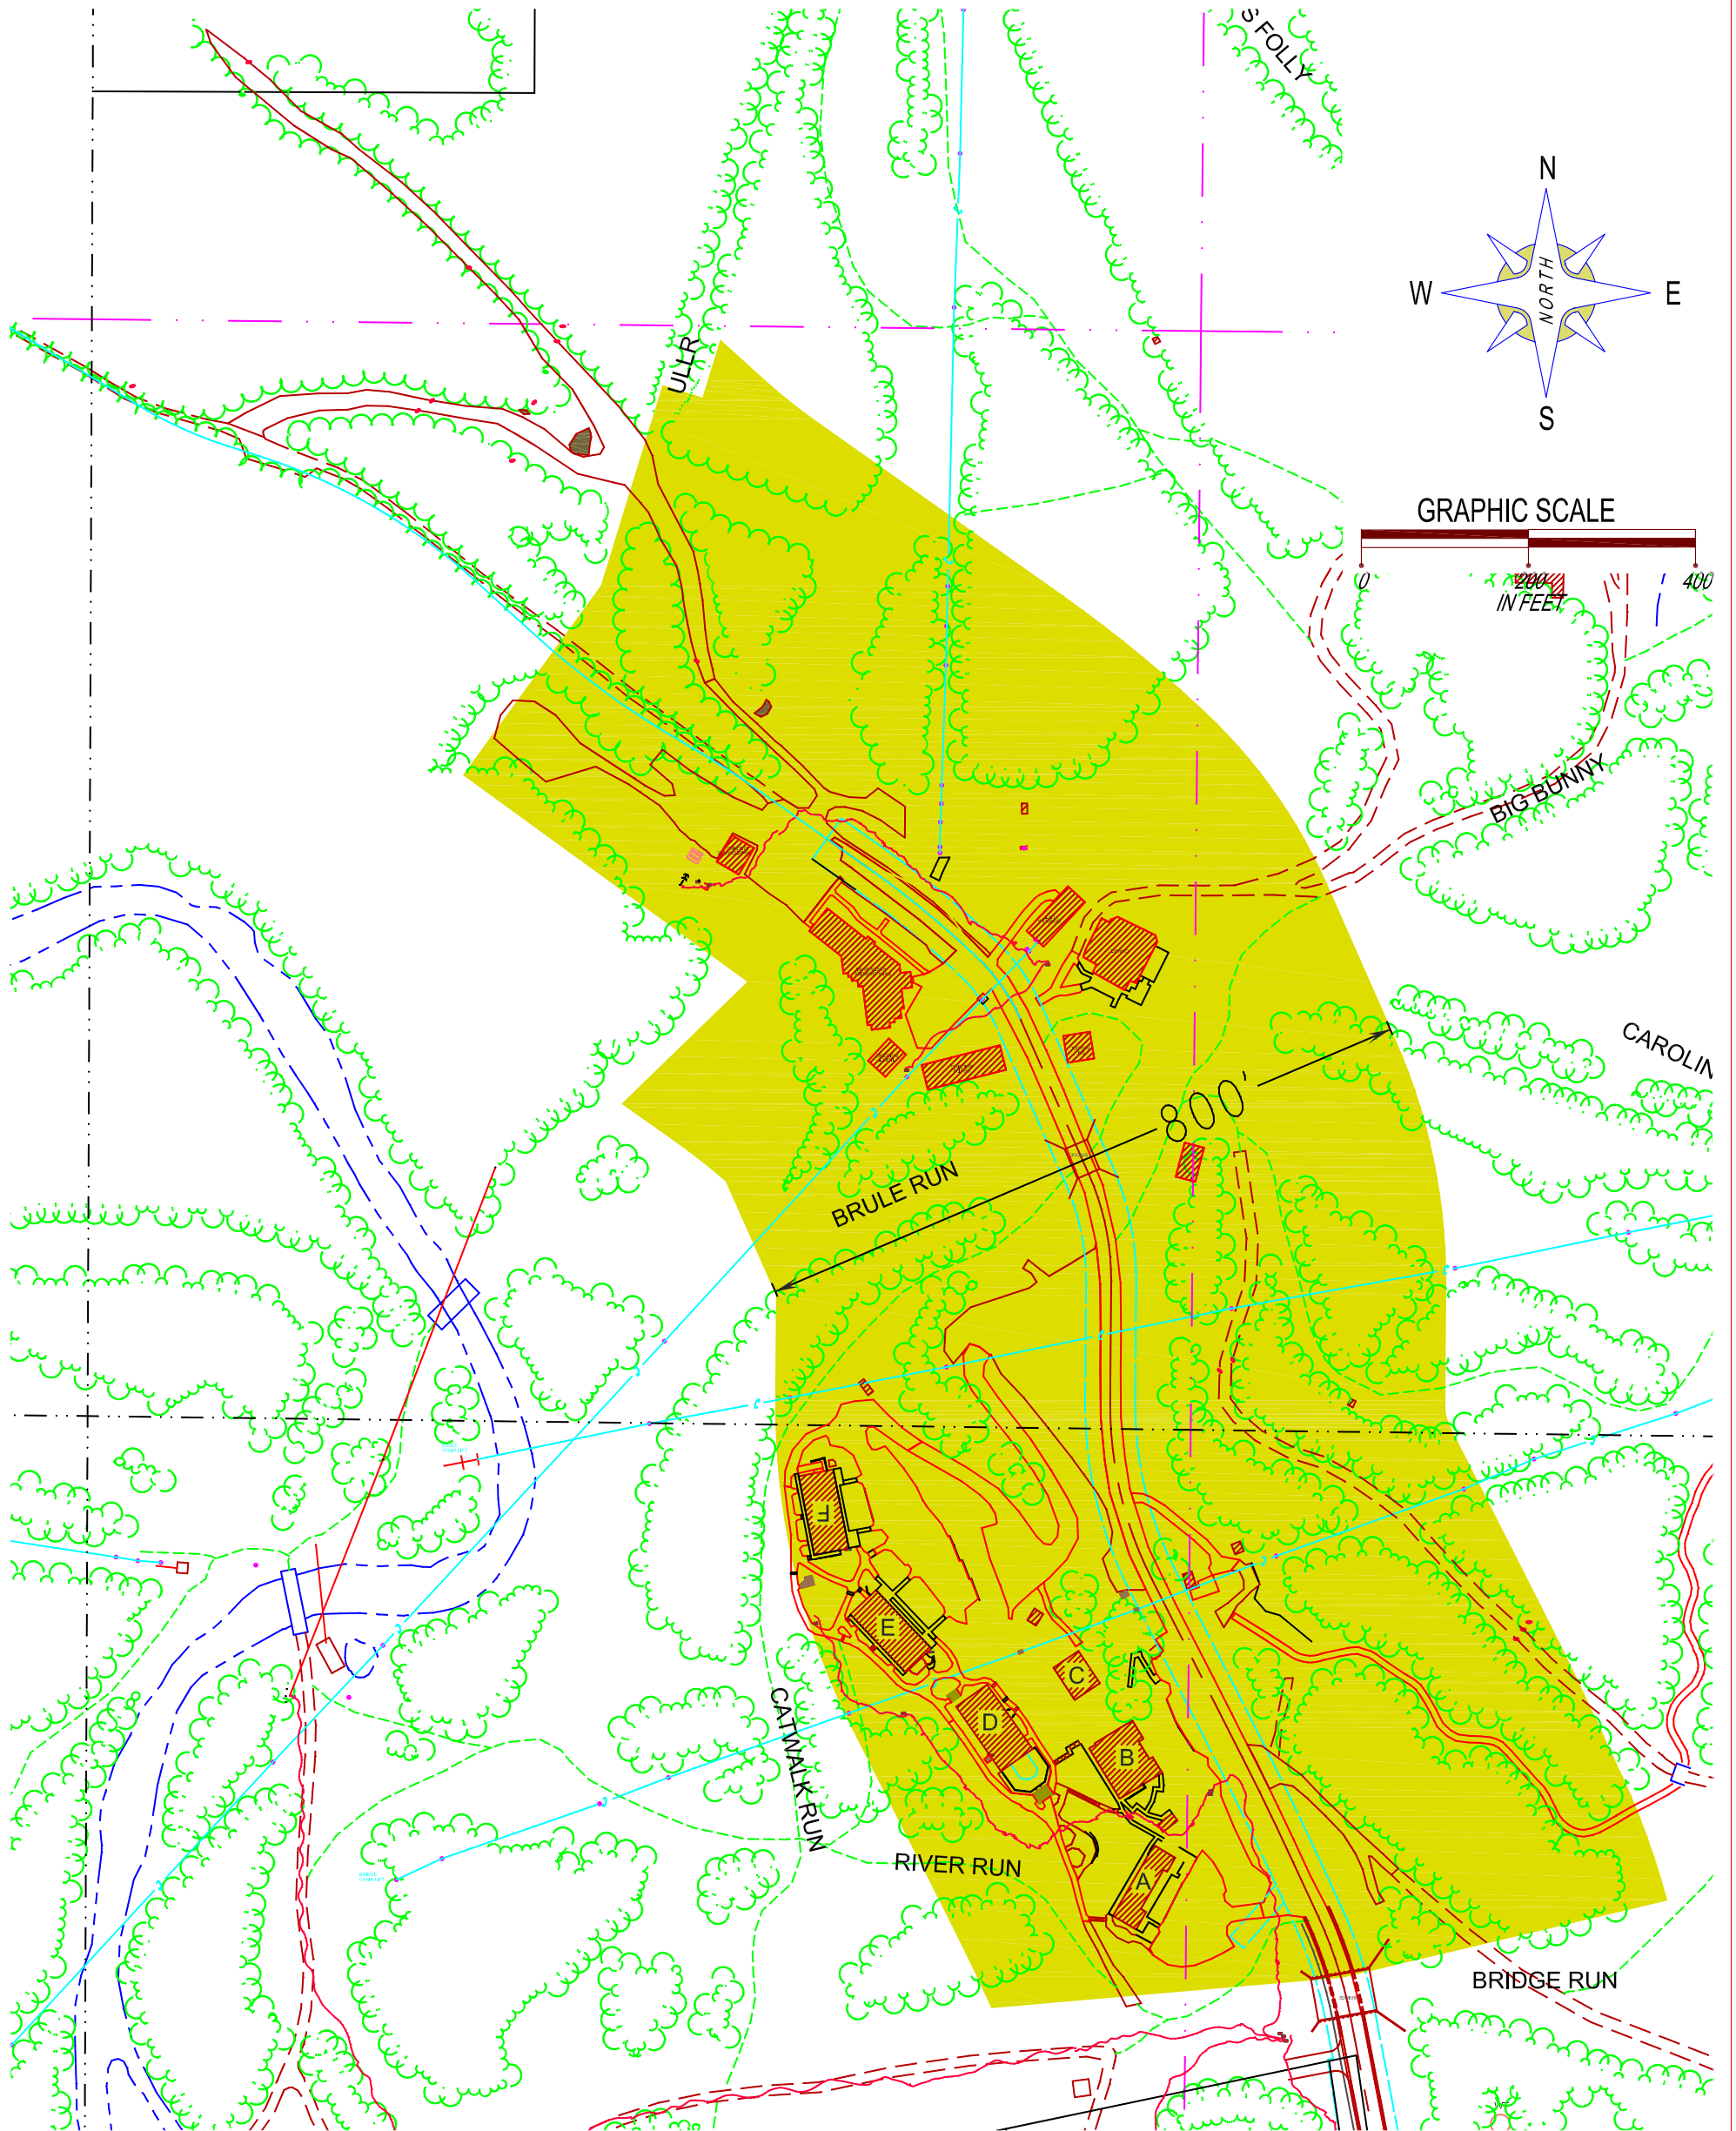 S FOLLY
N
W
NORTH
E
S
ULLR
GRAPHIC SCALE
0
200
400
IN FEET
BIG BUNNY
CAROLIN
800'
BRULE RUN
F
E
C
D
B
CATWALK RUN
RIVER RUN
A
BRIDGE RUN